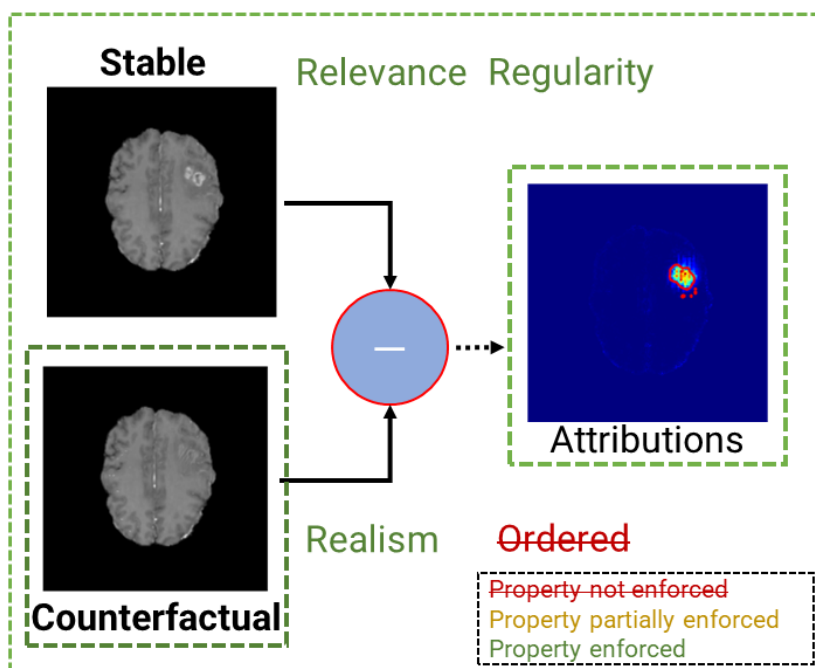 Stable
Relevance Regularity
−
Attributions
Counterfactual
Realism
Ordered
Property not enforced
Property partially enforced
Property enforced